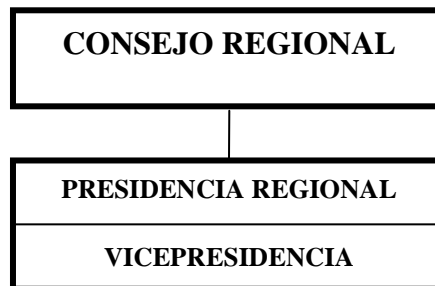 CONSEJO REGIONAL
PRESIDENCIA REGIONAL
VICEPRESIDENCIA